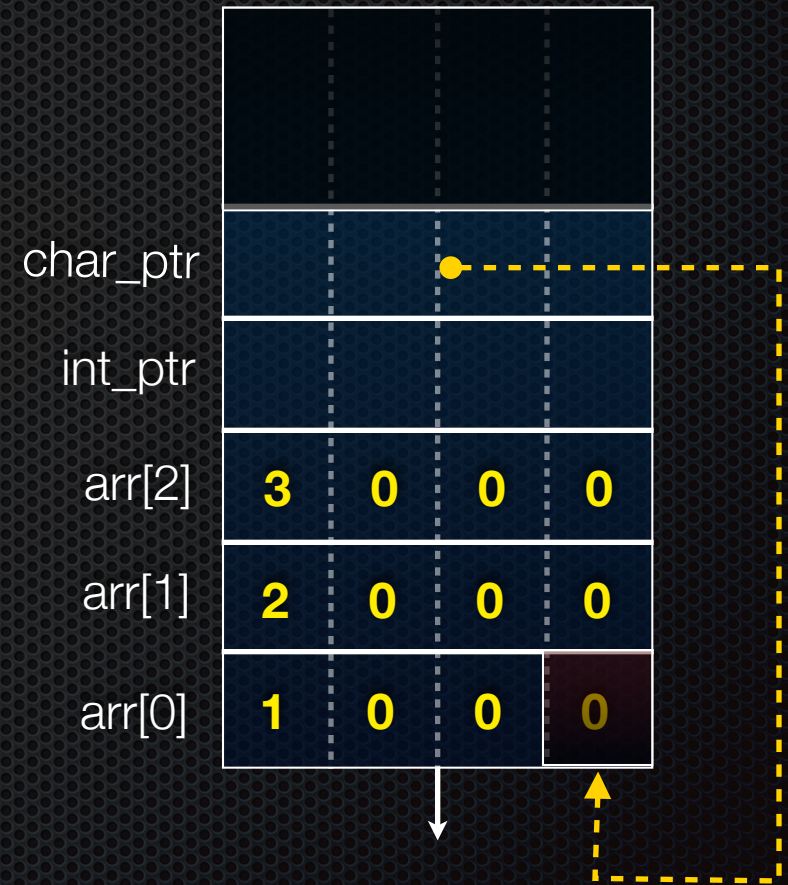 char_ptr
int_ptr
arr[2] 3 0 0 0
arr[1] 2 0 0 0
arr[0] 1 0 0 0